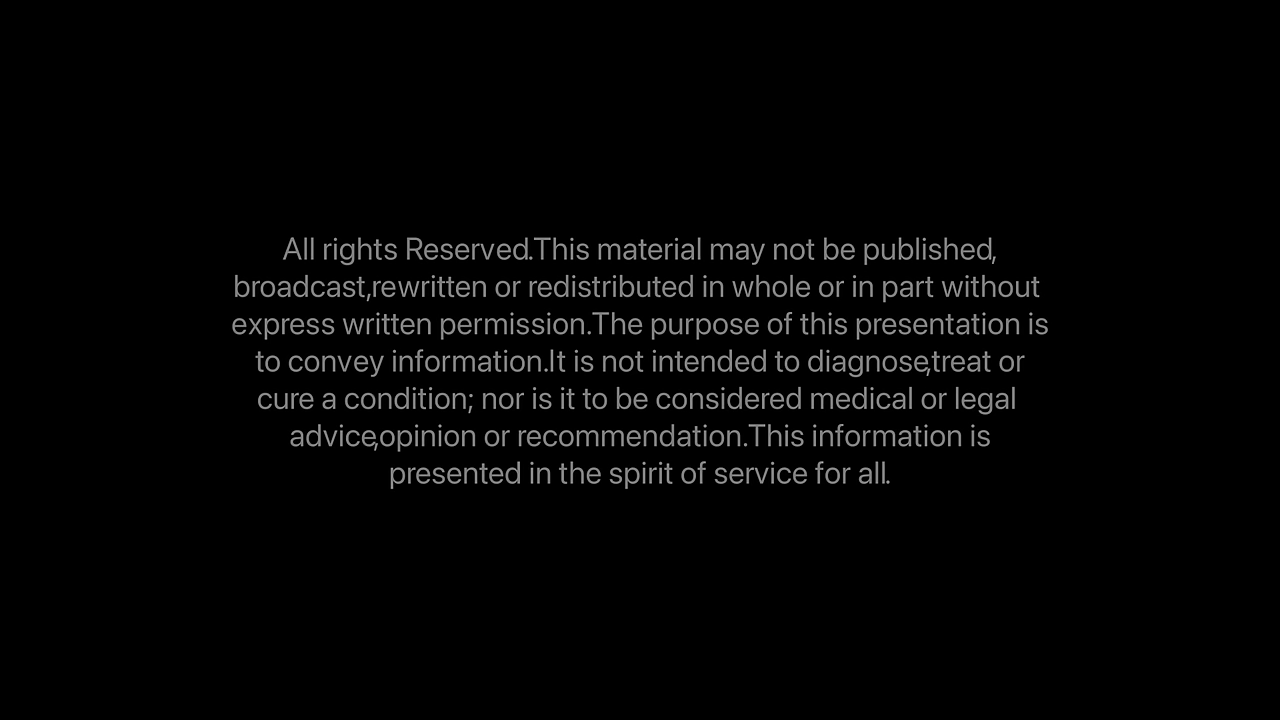 All rights Reserved.This material may not be published,
broadcast,rewritten or redistributed in whole or in part without
express written permission.The purpose of this presentation is
to convey information.It is not intended to diagnose,treat or
cure a condition; nor is it to be considered medical or legal
advice,opinion or recommendation.This information is
presented in the spirit of service for all.